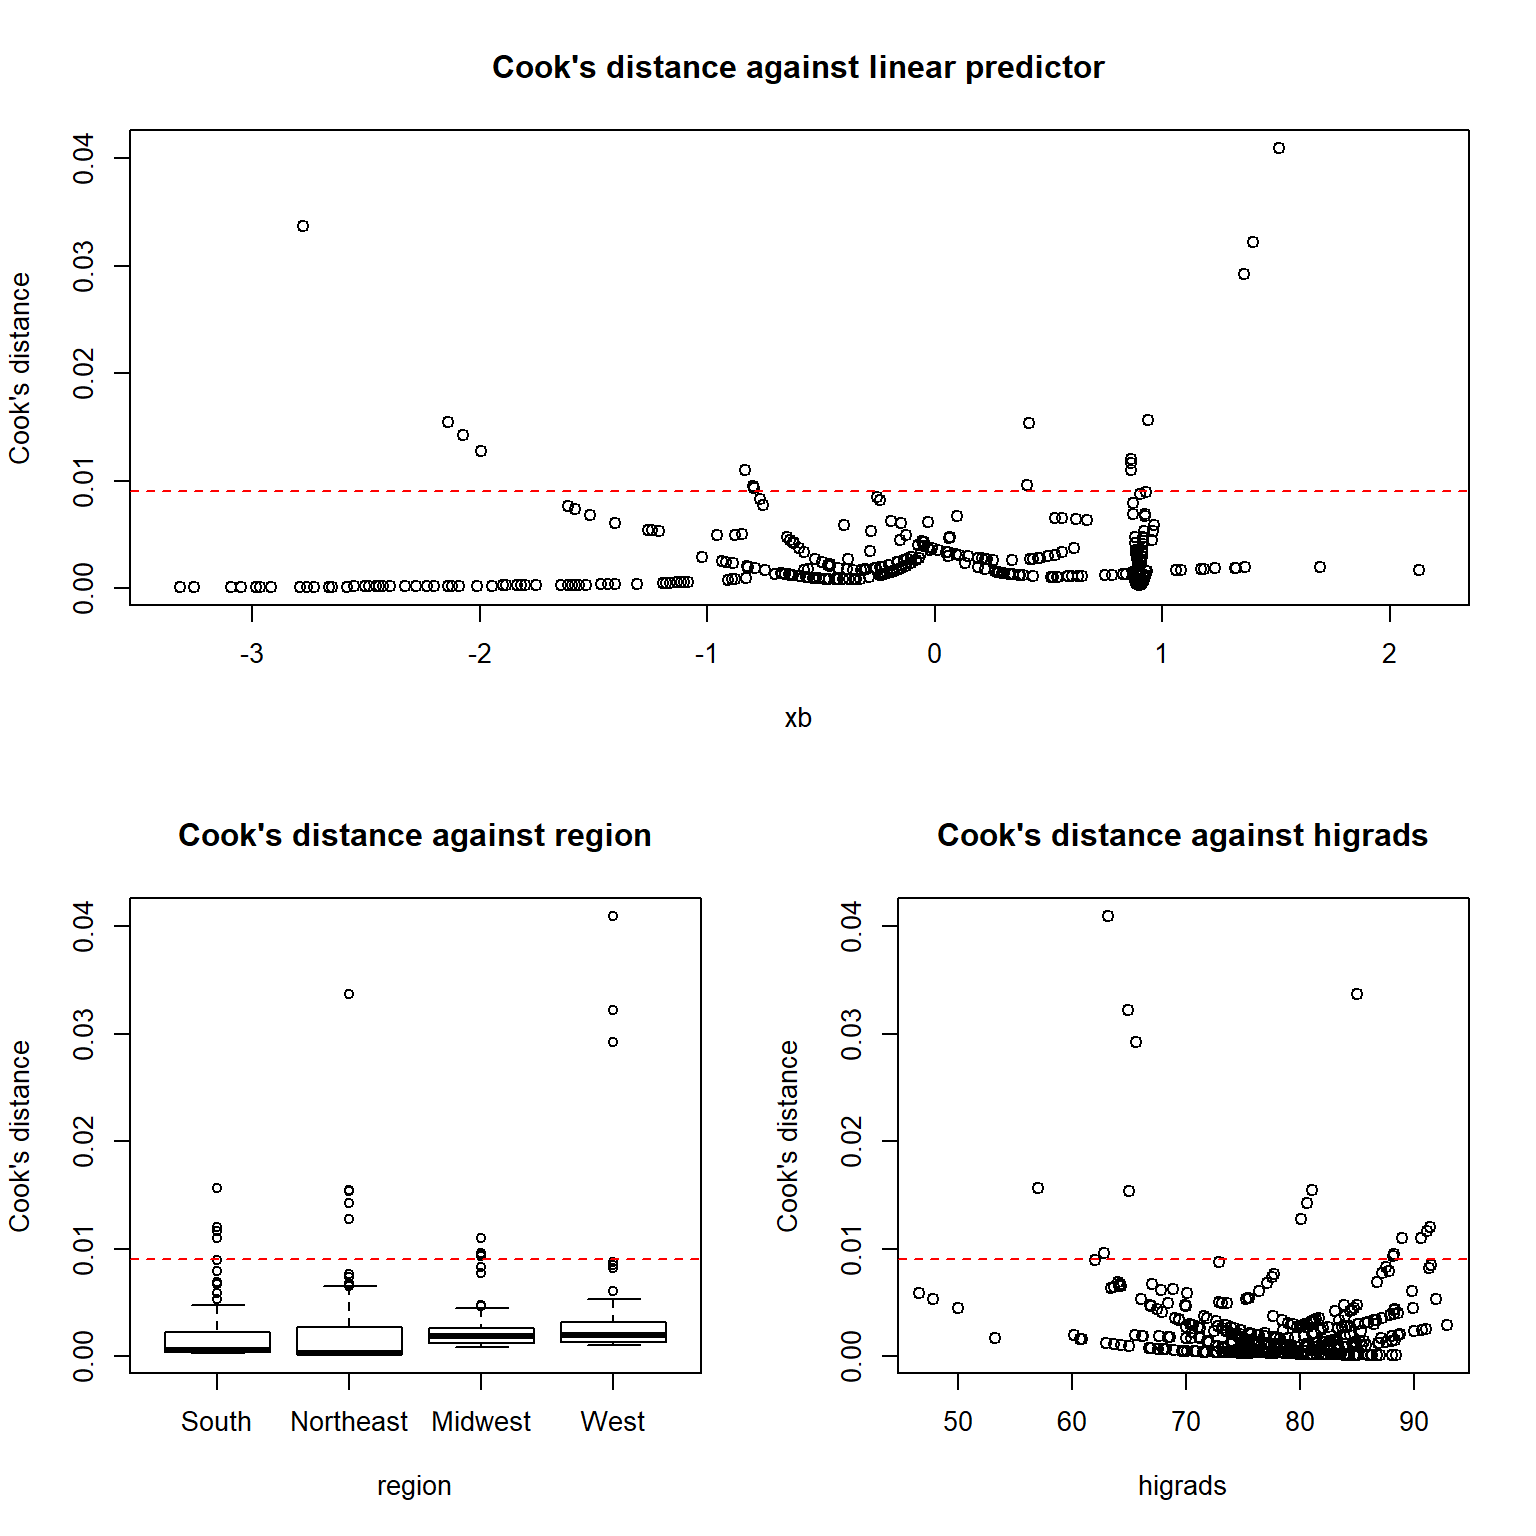 Cook's distance against linear predictor
Cook's distance
0.04
0.03
0.02
0.01
0.00
-3 -2 -1 0 1 2
xb
Cook's distance against region
Cook's distance
0.04
0.03
0.02
0.01
0.00
South Northeast Midwest West
region
Cook's distance against higrads
Cook's distance
0.04
0.03
0.02
0.01
0.00
50 60 70 80 90
higrads